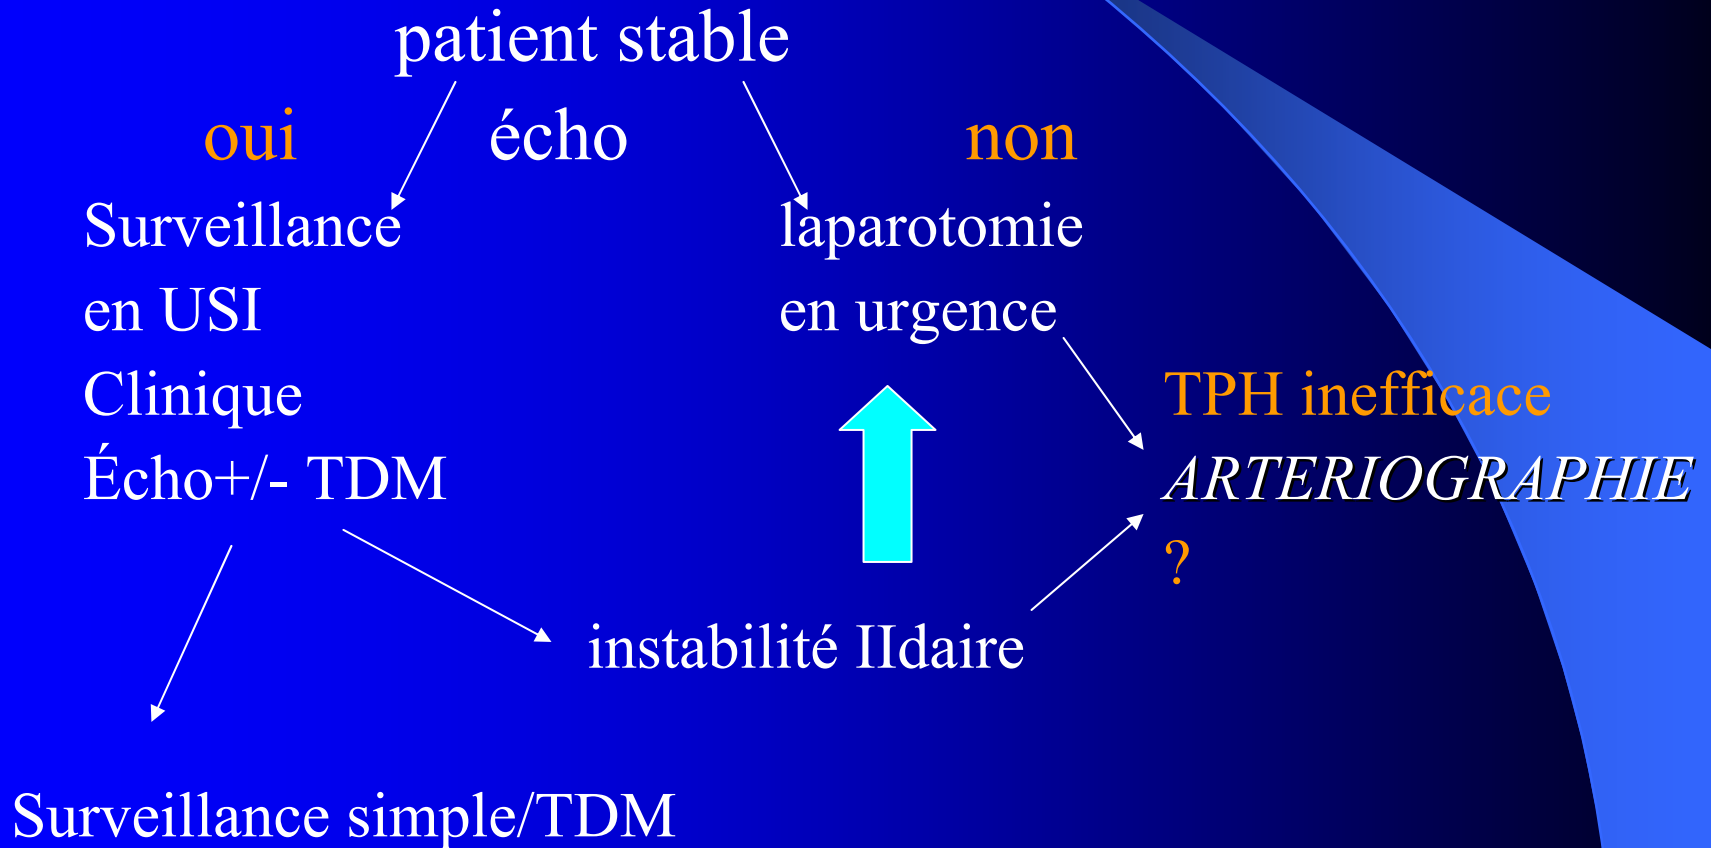 patient stable
oui écho non
Surveillance
en USI
Clinique
Écho+/- TDM
laparotomie
en urgence
TPH inefficace
ARTERIOGRAPHIE
?
instabilité IIdaire
Surveillance simple/TDM